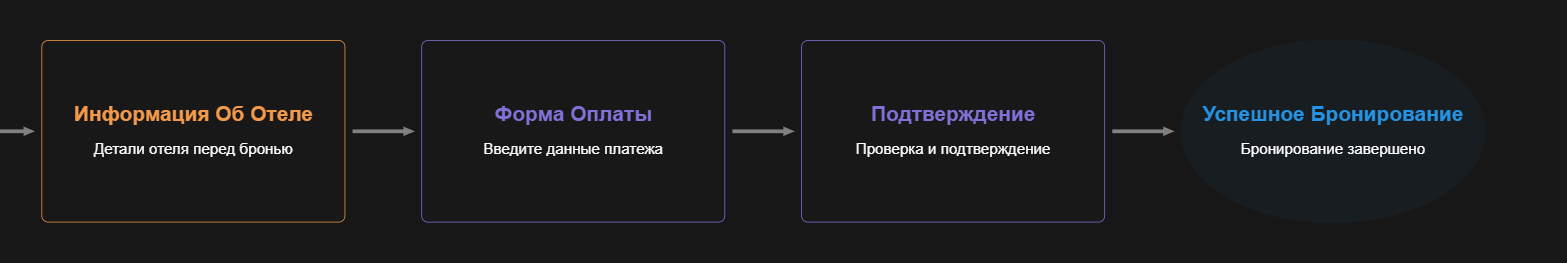 Информация Об Отеле
Детали отеля перед бронью
Форма Оплаты
Введите данные платежа
Подтверждение
Проверка и подтверждение
Успешное Бронирование
Бронирование завершено